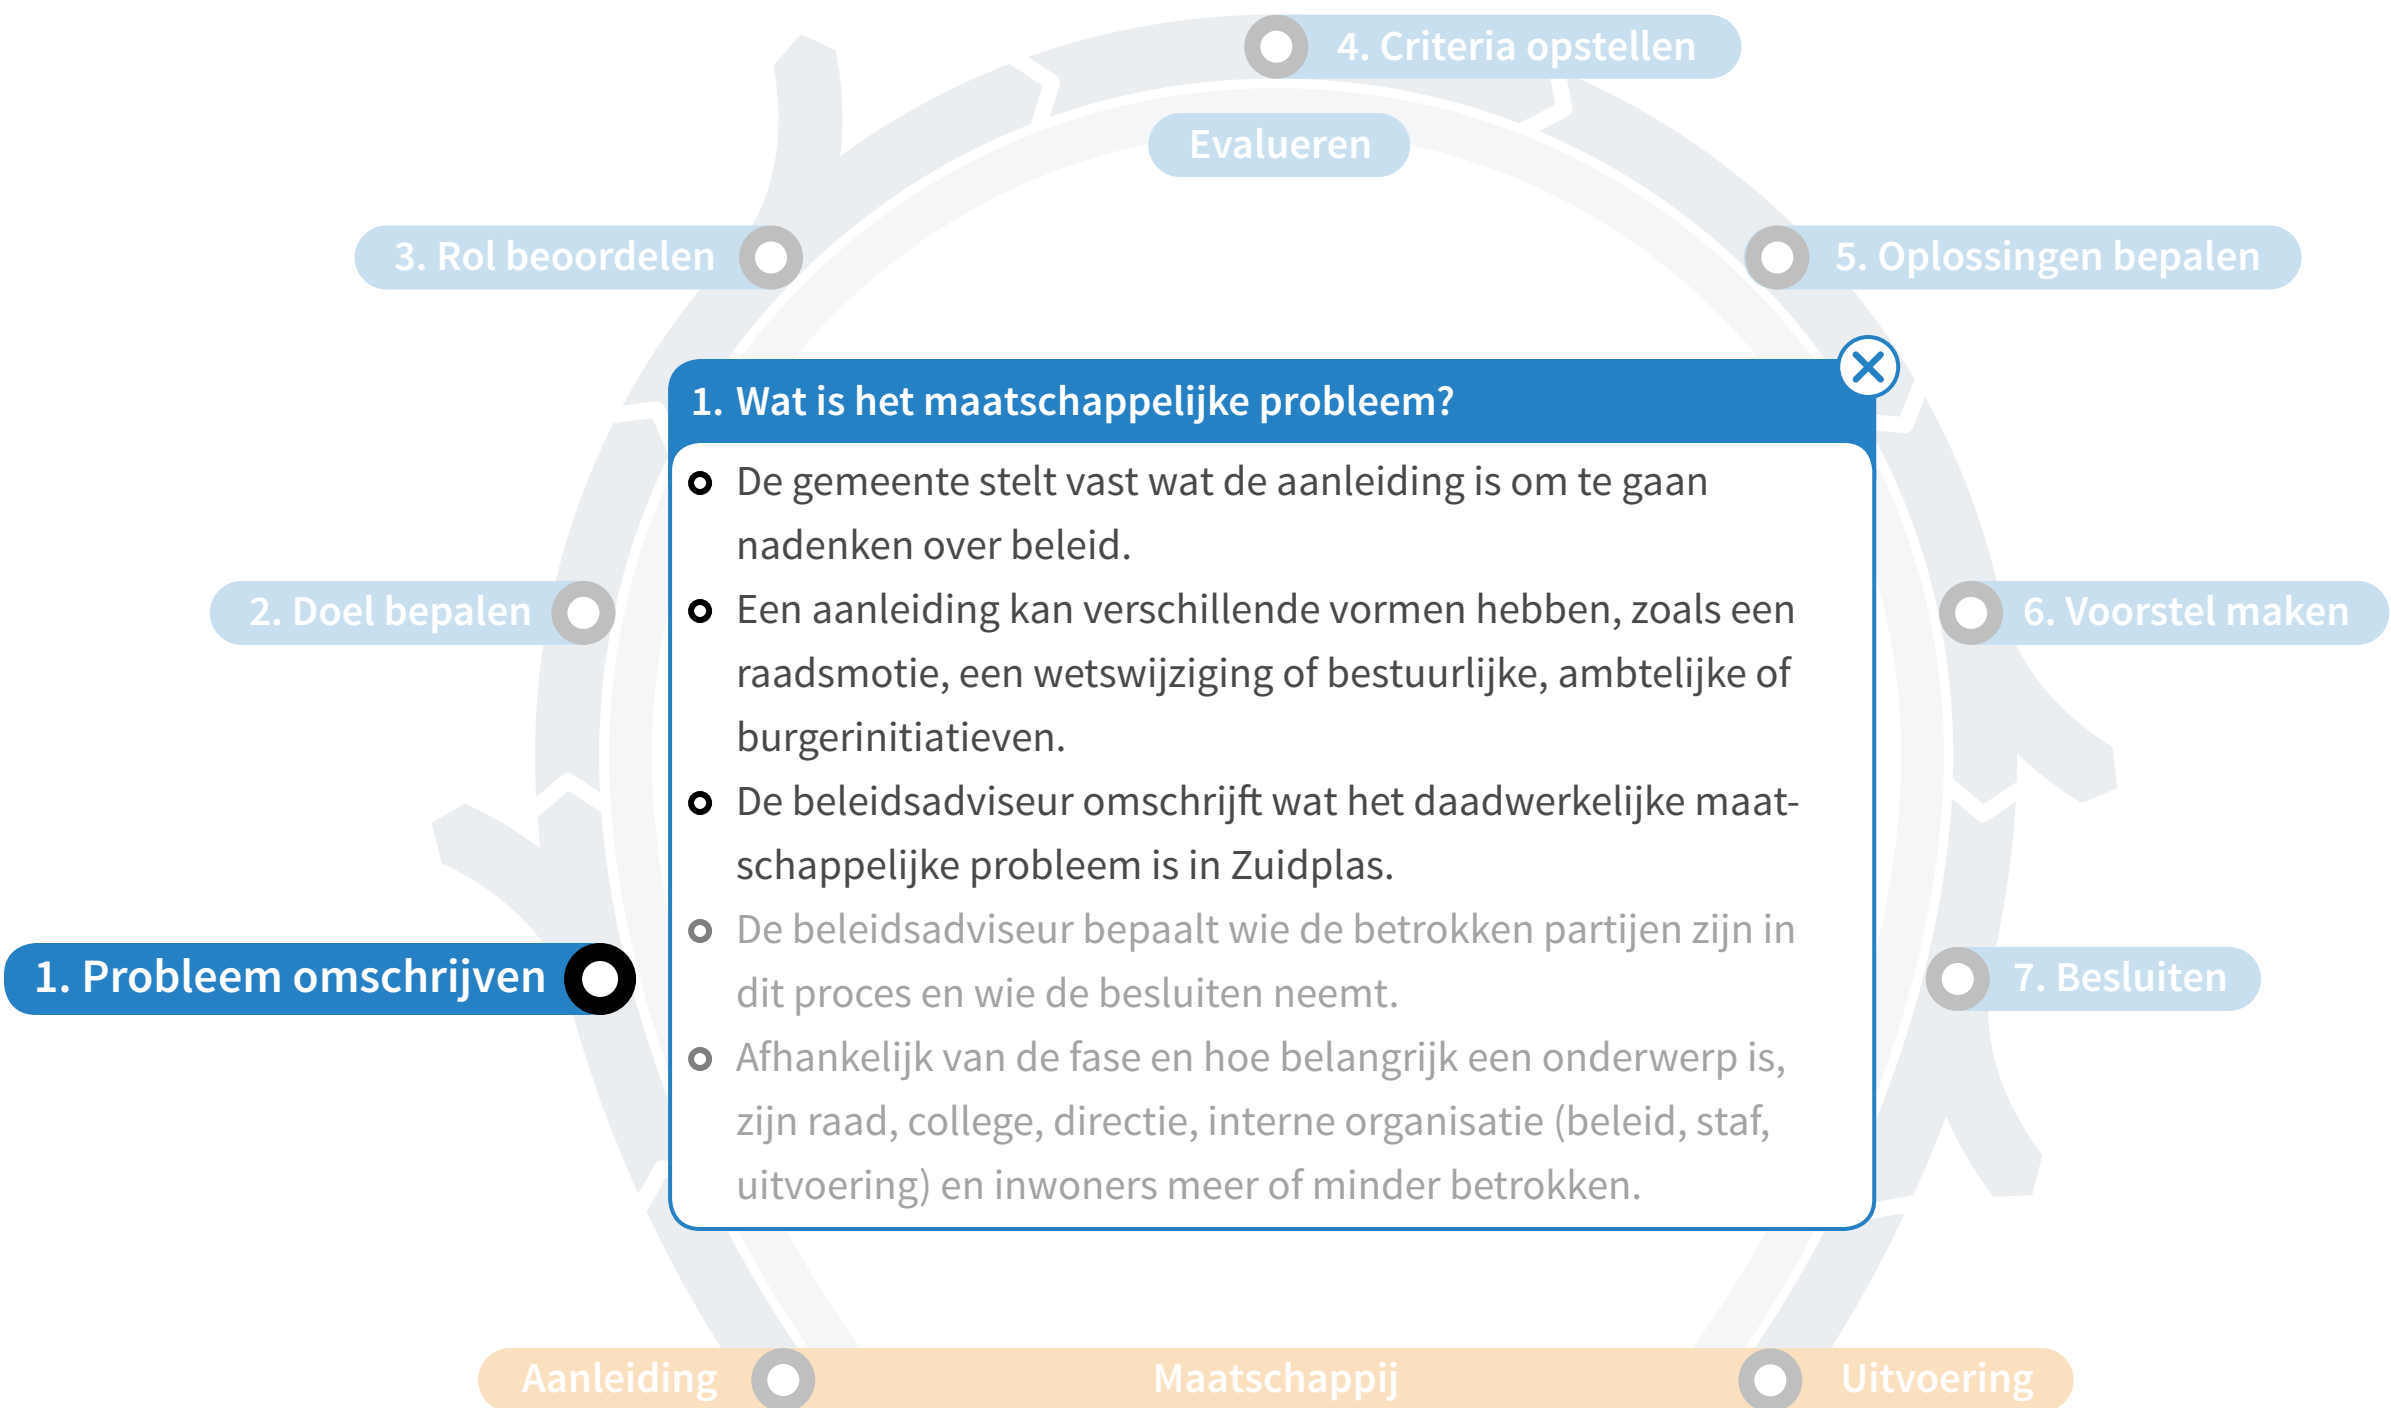 4. Criteria opstellen
Evalueren
3. Rol beoordelen
5. Oplossingen bepalen
1. Wat is het maatschappelijke probleem?
De gemeente stelt vast wat de aanleiding is om te gaan
nadenken over beleid.
Een aanleiding kan verschillende vormen hebben, zoals een
raadsmotie, een wetswijziging of bestuurlijke, ambtelijke of
burgerinitiatieven.
De beleidsadviseur omschrijft wat het daadwerkelijke maat-
schappelijke probleem is in Zuidplas.
De beleidsadviseur bepaalt wie de betrokken partijen zijn in
dit proces en wie de besluiten neemt.
Afhankelijk van de fase en hoe belangrijk een onderwerp is,
zijn raad, college, directie, interne organisatie (beleid, staf,
uitvoering) en inwoners meer of minder betrokken.
2. Doel bepalen
6. Voorstel maken
1. Probleem omschrijven
7. Besluiten
Aanleiding
Maatschappij
Uitvoering